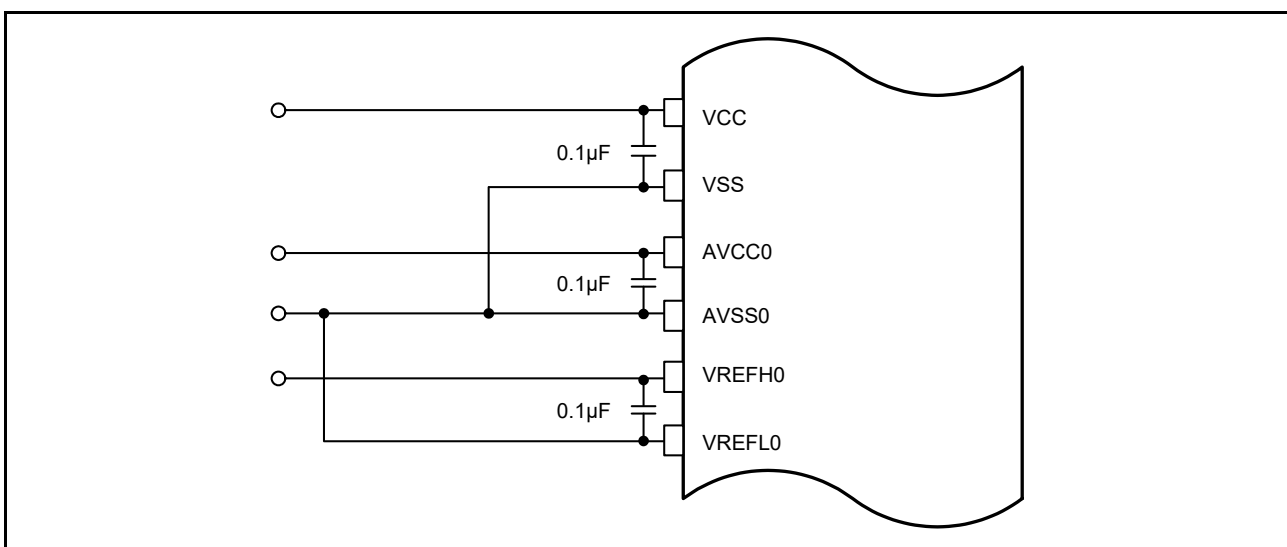 VCC
0.1µF
VSS
AVCC0
0.1µF
AVSS0
VREFH0
0.1µF
VREFL0